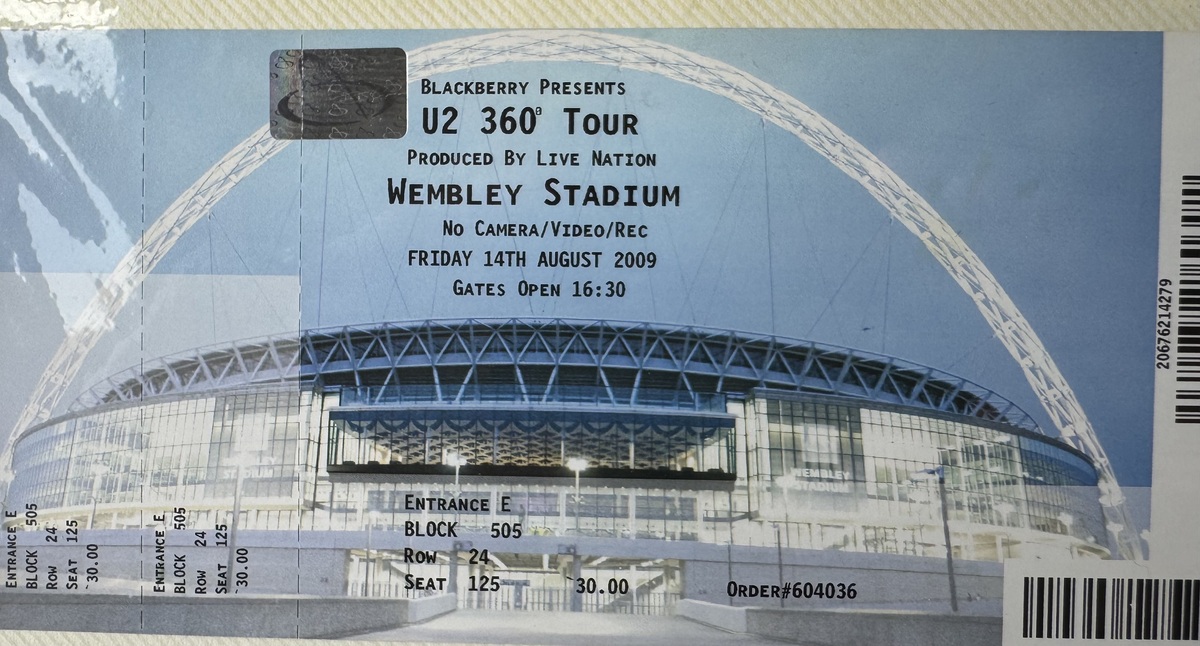 Blackberry Presents
U2 360° Tour
Produced By Live Nation
Wembley Stadium
No Camera/Video/Rec
FRIDAY 14TH AUGUST 2009
Gates Open 16:30
WEMBLEY
Entrance E
BLOCK 505
Row 24
Seat 125 `30.00
Order#604036
Entrance E
BLOCK 505
Row 24
Seat 125
`30.00
Entrance E
BLOCK 505
Row 24
Seat 125
`30.00
20676214279